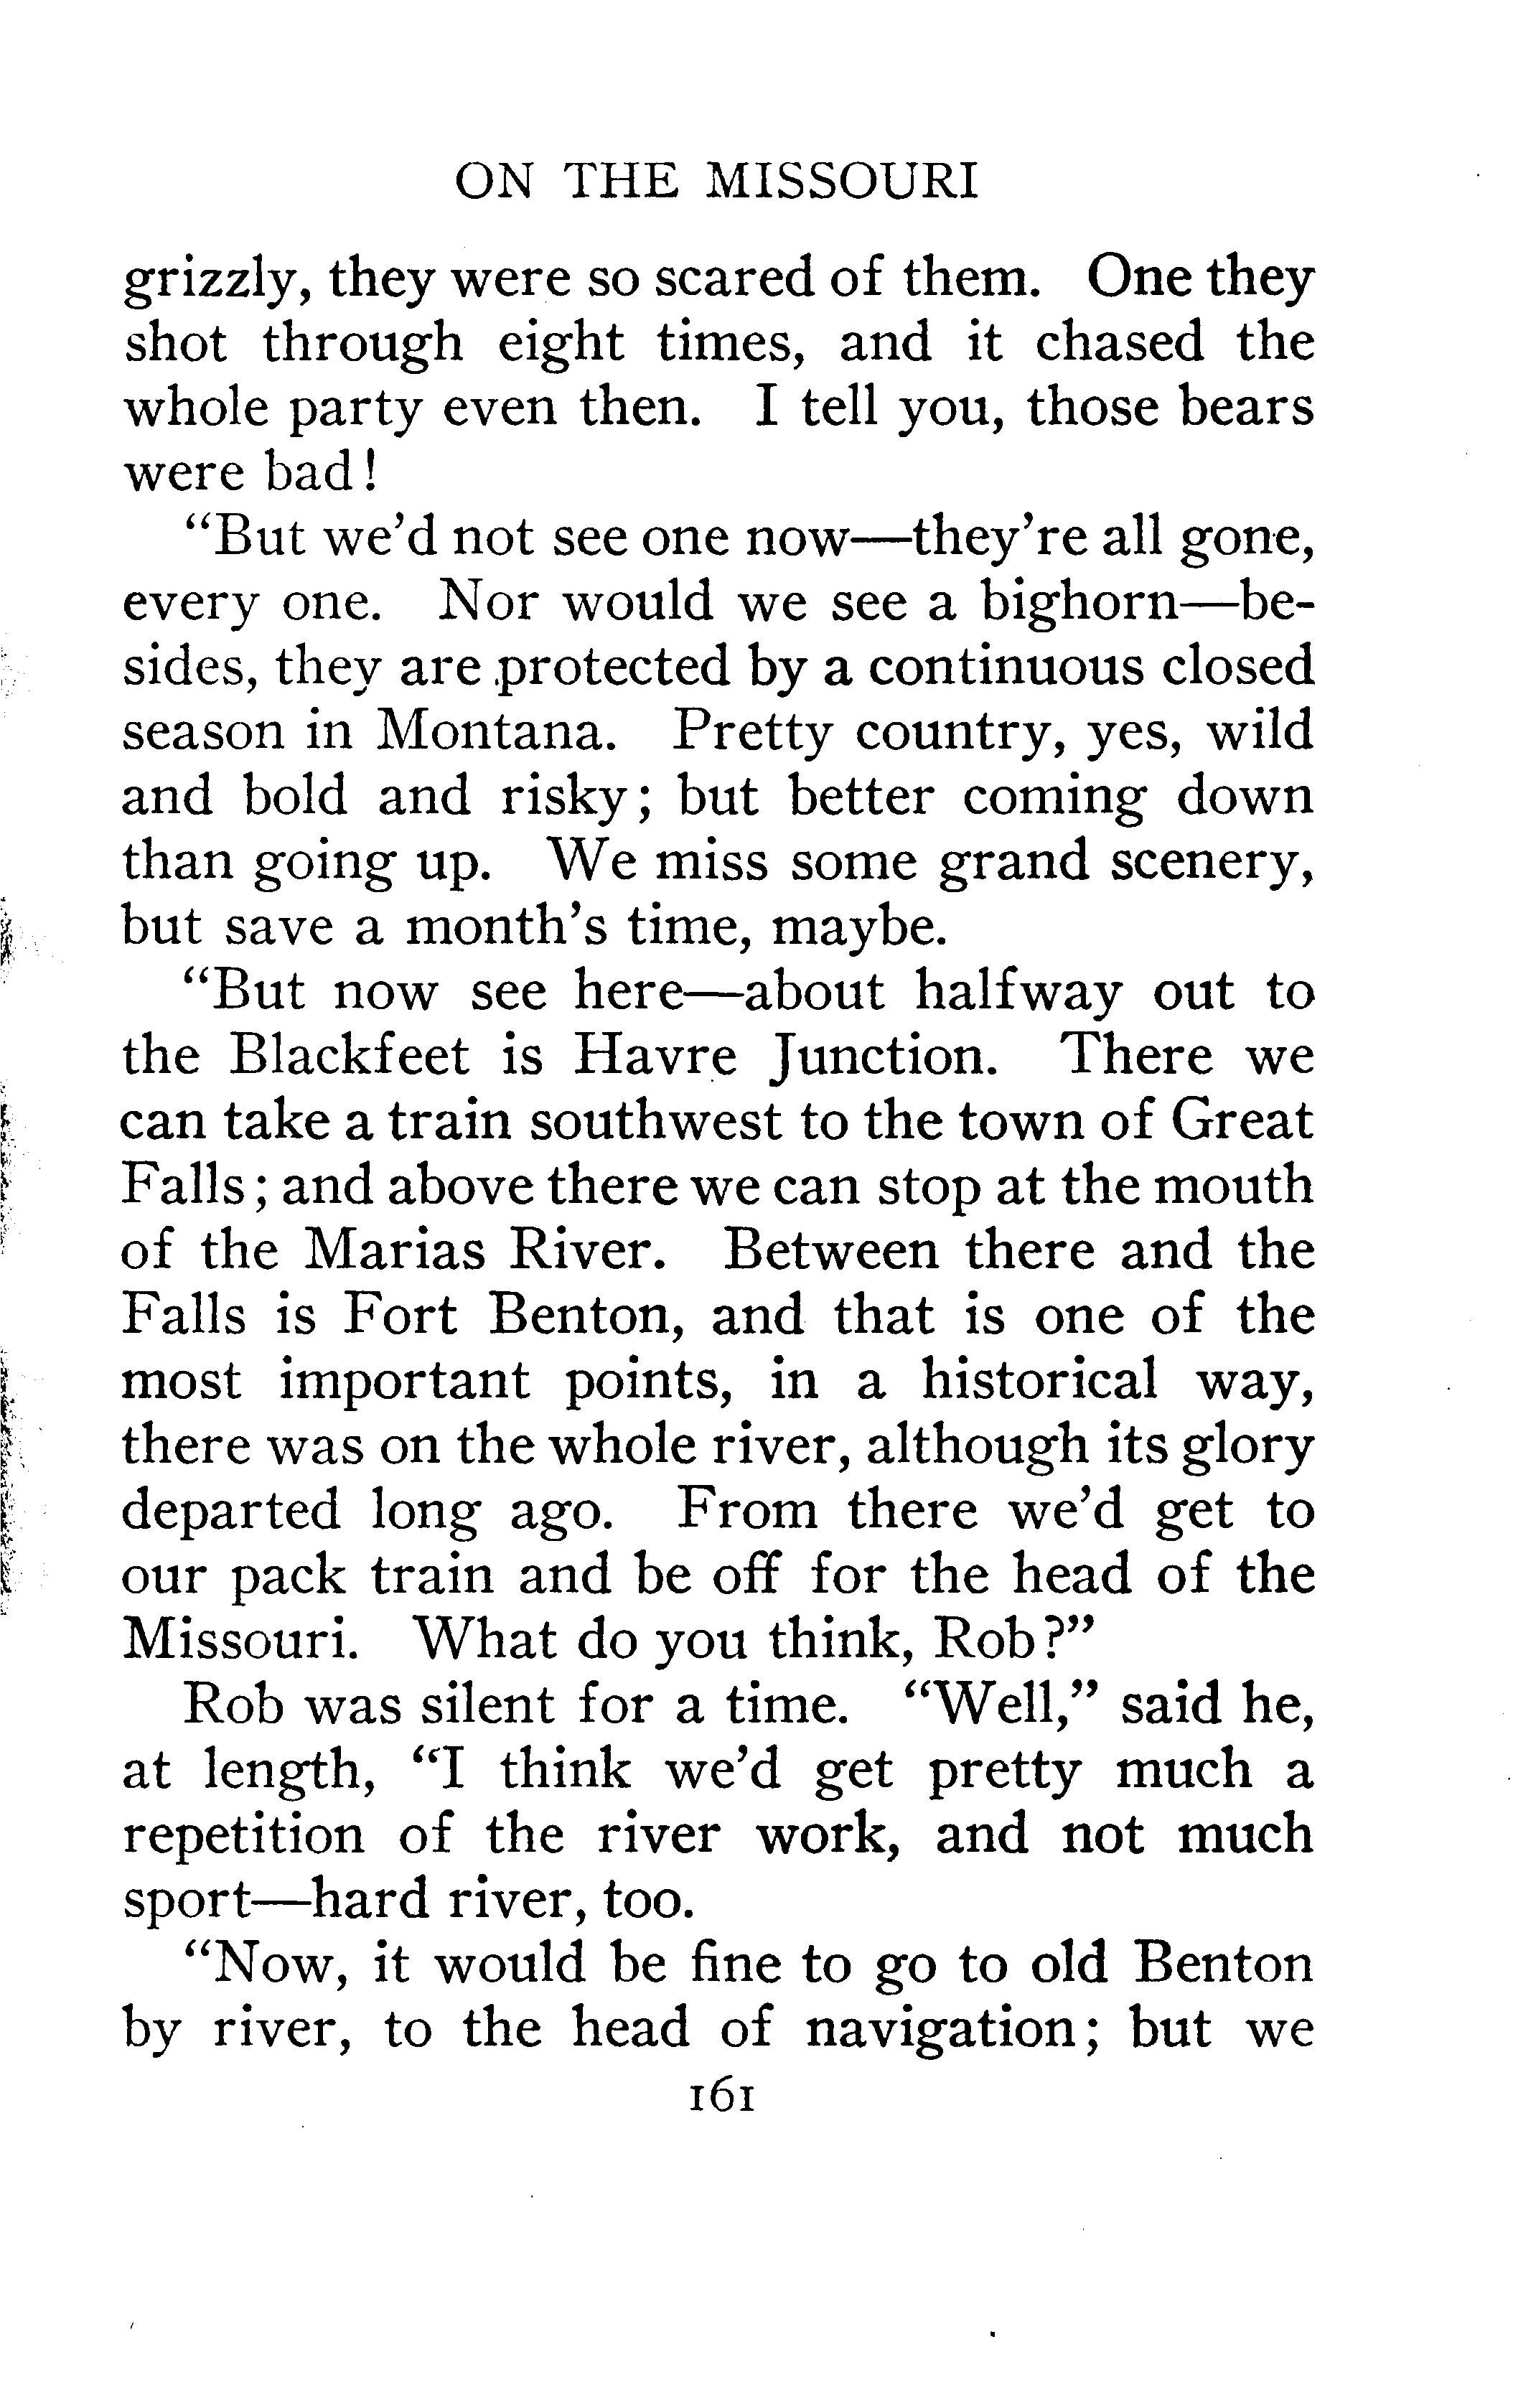 ON THE MISSOURI
grizzly, they were so scared of them. One they
shot through eight times, and it chased the
whole party even then. I tell you, those bears
were bad!
"But we'd not see one now—they're all gone,
every one. Nor would we see a bighorn—be-
sides, they are protected by a continuous closed
season in Montana. Pretty country, yes, wild
and bold and risky; but better coming down
than going up. We miss some grand scenery,
but save a month's time, maybe.
"But now see here—about halfway out to
the Blackfeet is Havre Junction. There we
can take a train southwest to the town of Great
Falls; and above there we can stop at the mouth
of the Marias River. Between there and the
Falls is Fort Benton, and that is one of the
most important points, in a historical way,
there was on the whole river, although its glory
departed long ago. From there we'd get to
our pack train and be off for the head of the
Missouri. What do you think, Rob?"
Rob was silent for a time. "Well," said he,
at length, "I think we'd get pretty much a
repetition of the river work, and not much
sport—hard river, too.
"Now, it would be fine to go to old Benton
by river, to the head of navigation; but we
161